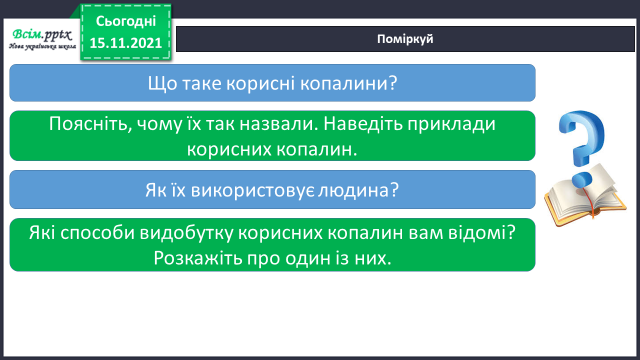 Всім.pptx
Нова українська школа
Сьогодні
15.11.2021
Поміркуй
Що таке корисні копалини?
Поясніть, чому їх так назвали. Наведіть приклади
корисних копалин.
Як їх використовує людина?
Які способи видобутку корисних копалин вам відомі?
Розкажіть про один із них.